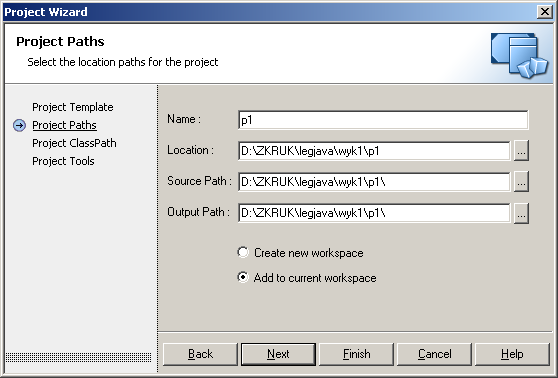 Project Wizard
Project Paths
Select the location paths for the project
Project Template
Project Paths
Project ClassPath
Project Tools
Name : p1
Location : D:\ZKRUK\legjava\wyk1\p1 ...
Source Path : D:\ZKRUK\legjava\wyk1\p1\ ...
Output Path : D:\ZKRUK\legjava\wyk1\p1\ ...
Create new workspace
Add to current workspace
Back Next Finish Cancel Help